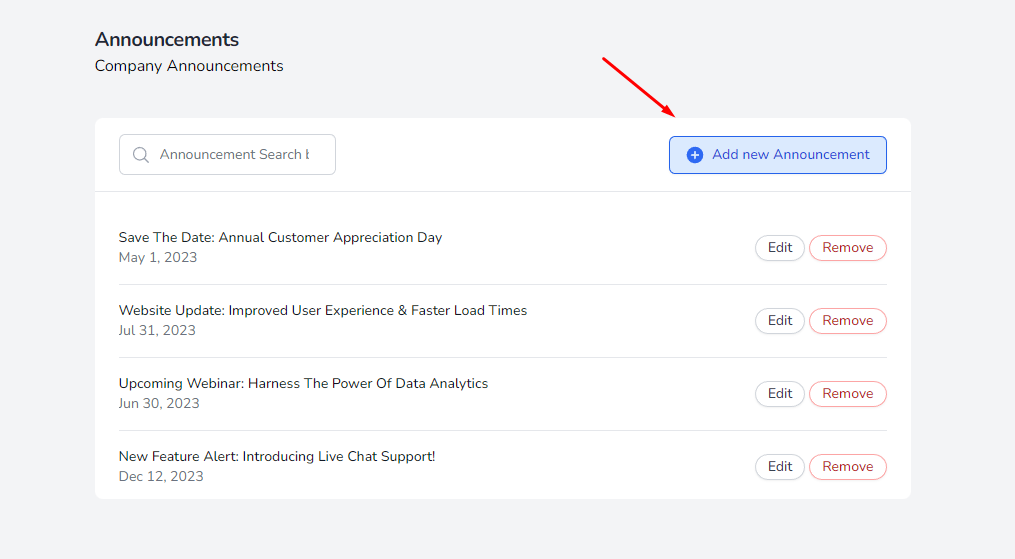 Announcements
Company Announcements
Announcement Search
Add new Announcement
Save The Date: Annual Customer Appreciation Day
May 1, 2023
Edit
Remove
Website Update: Improved User Experience & Faster Load Times
Jul 31, 2023
Edit
Remove
Upcoming Webinar: Harness The Power Of Data Analytics
Jun 30, 2023
Edit
Remove
New Feature Alert: Introducing Live Chat Support!
Dec 12, 2023
Edit
Remove